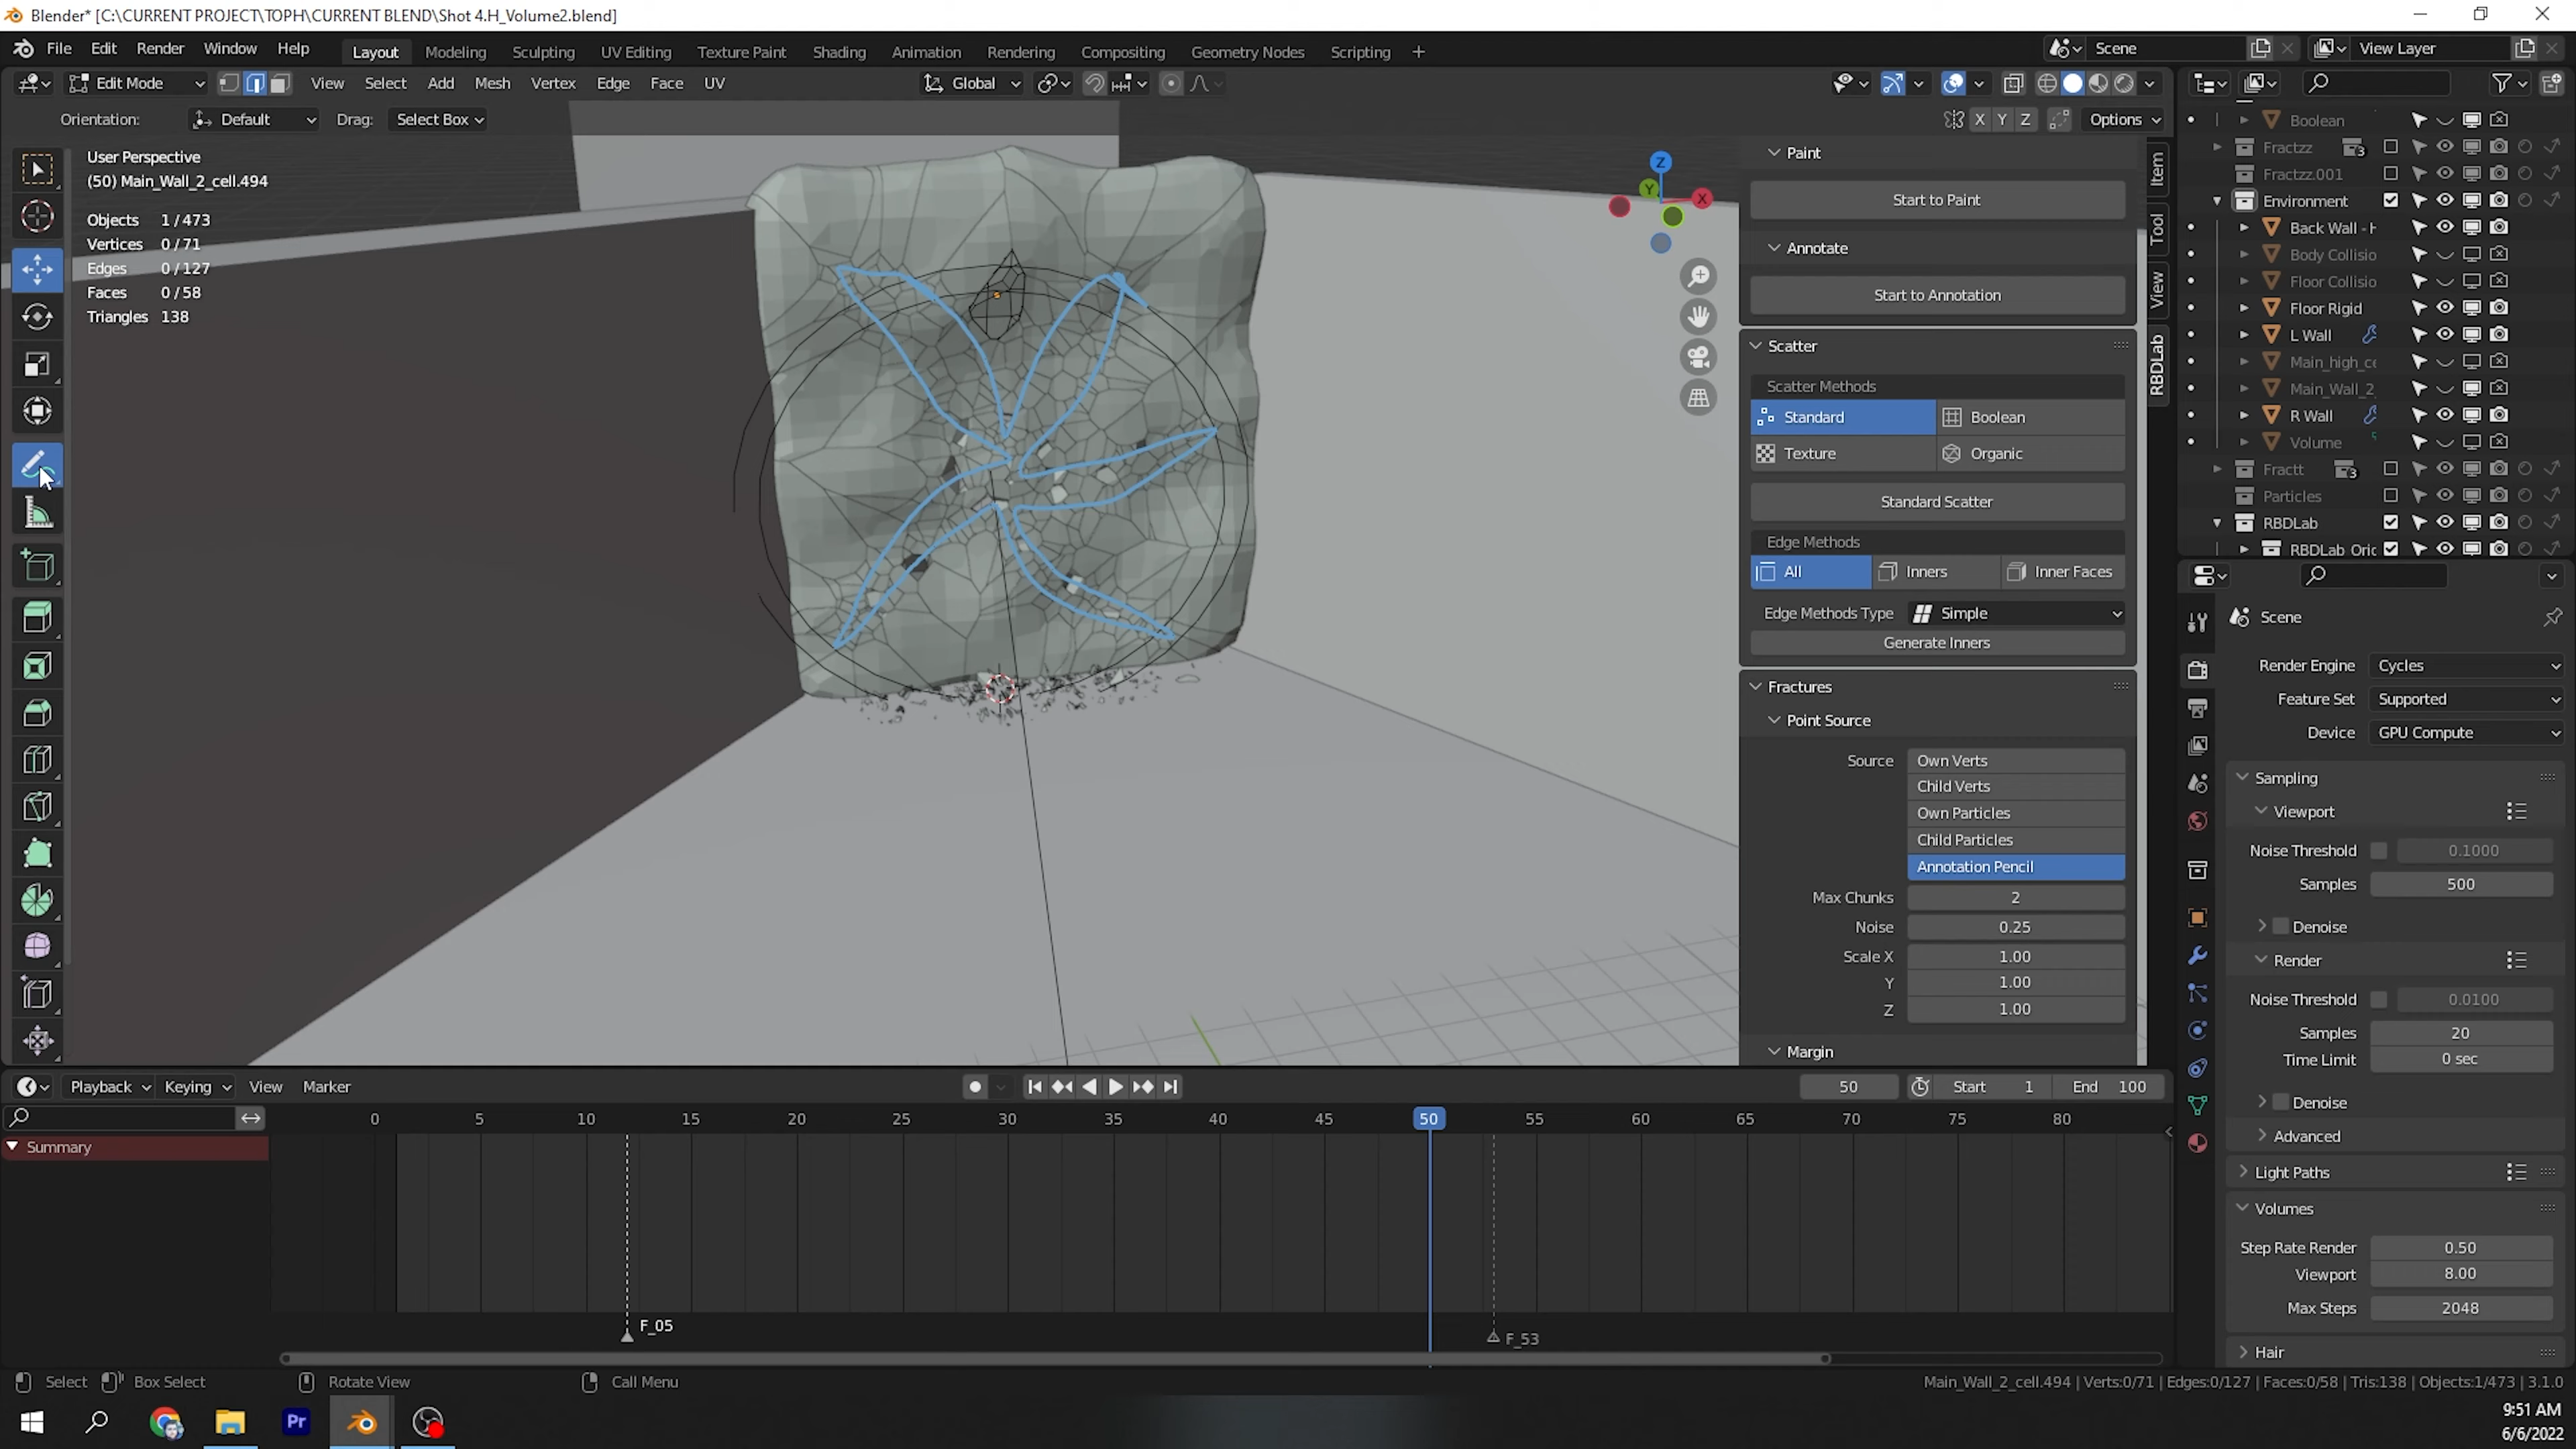 Blender* [C:\CURRENT PROJECT\TOPH\CURRENT BLEND\Shot 4.H_Volume2.blend]
File Edit Render Window Help
Layout Modeling Sculpting UV Editing Texture Paint Shading Animation Rendering Compositing Geometry Nodes Scripting +
Scene
View Layer
Edit Mode View Select Add Mesh Vertex Edge Face UV
Global
Orientation: Default Drag: Select Box
X Y Z Options
User Perspective
(50) Main_Wall_2_cell.494
Objects 1/473
Vertices 0/71
Edges 0/127
Faces 0/58
Triangles 138
Z
Y
X
Paint
Start to Paint
Annotate
Start to Annotation
Scatter
Scatter Methods
Standard Boolean
Texture Organic
Standard Scatter
Edge Methods
All Inners Inner Faces
Edge Methods Type Simple
Generate Inners
Fractures
Point Source
Source Own Verts
Child Verts
Own Particles
Child Particles
Annotation Pencil
Max Chunks 2
Noise 0.25
Scale X 1.00
Y 1.00
Z 1.00
Margin
Item
Tool
View
RBDLab
Boolean
Fractzz 3
Fractzz.001
Environment
Back Wall - H
Body Collisio
Floor Collisio
Floor Rigid
L Wall
Main_high_ce
Main_Wall_2
R Wall
Volume
Fractt 3
Particles
RBDLab
RBDLab Oric
Scene
Render Engine Cycles
Feature Set Supported
Device GPU Compute
Sampling
Viewport
Noise Threshold 0.1000
Samples 500
Denoise
Render
Noise Threshold 0.0100
Samples 20
Time Limit 0 sec
Denoise
Advanced
Light Paths
Volumes
Step Rate Render 0.50
Viewport 8.00
Max Steps 2048
Hair
Playback Keying View Marker
50 Start 1 End 100
0 5 10 15 20 25 30 35 40 45 50 55 60 65 70 75 80
Summary
F_05
F_53
Select Box Select Rotate View Call Menu
Main_Wall_2_cell.494 | Verts:0/71 | Edges:0/127 | Faces:0/58 | Tris:138 | Objects:1/473 | 3.1.0
Pr
9:51 AM
6/6/2022